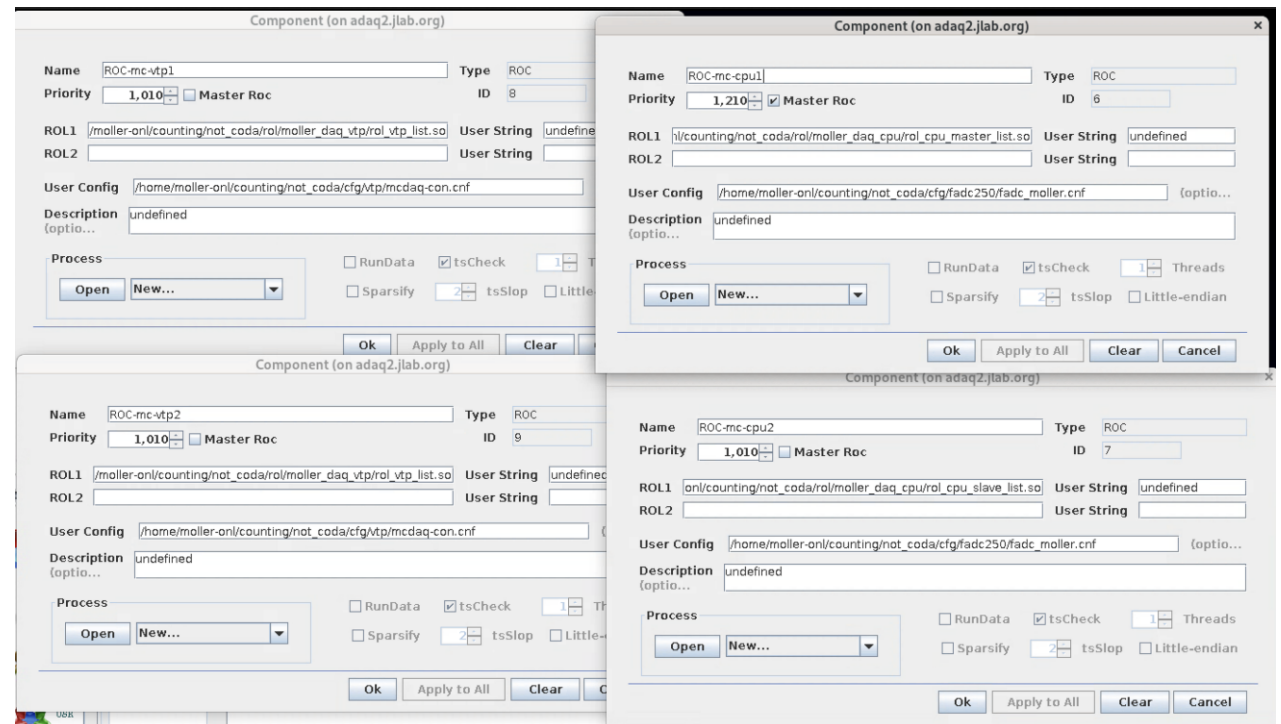 Component (on adaq2.jlab.org)
Name ROC-mc-vtp1 Type ROC
Priority 1,010 Master Roc ID 8
ROL1 /moller-onl/counting/not_coda/rol/moller_daq_vtp/rol_vtp_list.so User String undefine
ROL2 User String
User Config /home/moller-onl/counting/not_coda/cfg/vtp/mcdaq-con.cnf
Description undefined
(optio...
Process
RunData tsCheck 1 T
Open New...
Sparsify 2 tsSlop Little-
Ok Apply to All Clear
Component (on adaq2.jlab.org) ×
Name ROC-mc-cpu1 Type ROC
Priority 1,210 Master Roc ID 6
ROL1 nl/counting/not_coda/rol/moller_daq_cpu/rol_cpu_master_list.so User String undefined
ROL2 User String
User Config /home/moller-onl/counting/not_coda/cfg/fadc250/fadc_moller.cnf (optio...
Description undefined
(optio...
Process
RunData tsCheck 1 Threads
Open New...
Sparsify 2 tsSlop Little-endian
Ok Apply to All Clear Cancel
Component (on adaq2.jlab.org)
Name ROC-mc-vtp2 Type ROC
Priority 1,010 Master Roc ID 9
ROL1 /moller-onl/counting/not_coda/rol/moller_daq_vtp/rol_vtp_list.so User String undefined
ROL2 User String
User Config /home/moller-onl/counting/not_coda/cfg/vtp/mcdaq-con.cnf (
Description undefined
(optio...
Process
RunData tsCheck 1 Th
Open New...
Sparsify 2 tsSlop Little-
Ok Apply to All Clear C
Component (on adaq2.jlab.org) ×
Name ROC-mc-cpu2 Type ROC
Priority 1,010 Master Roc ID 7
ROL1 onl/counting/not_coda/rol/moller_daq_cpu/rol_cpu_slave_list.so User String undefined
ROL2 User String
User Config /home/moller-onl/counting/not_coda/cfg/fadc250/fadc_moller.cnf (optio...
Description undefined
(optio...
Process
RunData tsCheck 1 Threads
Open New...
Sparsify 2 tsSlop Little-endian
Ok Apply to All Clear Cancel